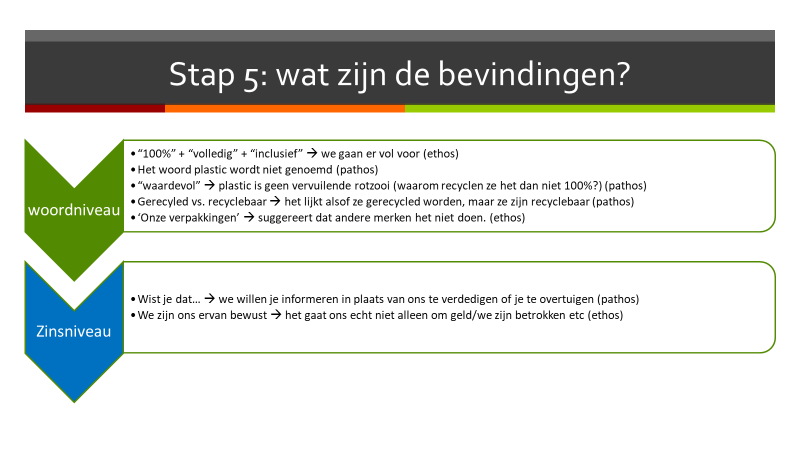 Stap 5: wat zijn de bevindingen?
woordniveau
•“100%” + “volledig” + “inclusief” → we gaan er vol voor (ethos)
•Het woord plastic wordt niet genoemd (pathos)
•“waardevol” → plastic is geen vervuilende rotzooi (waarom recyclen ze het dan niet 100%?) (pathos)
•Gerecyled vs. recyclebaar → het lijkt alsof ze gerecycled worden, maar ze zijn recyclebaar (pathos)
•‘Onze verpakkingen’ → suggereert dat andere merken het niet doen. (ethos)
Zinsniveau
•Wist je dat... → we willen je informeren in plaats van ons te verdedigen of je te overtuigen (pathos)
•We zijn ons ervan bewust → het gaat ons echt niet alleen om geld/we zijn betrokken etc (ethos)